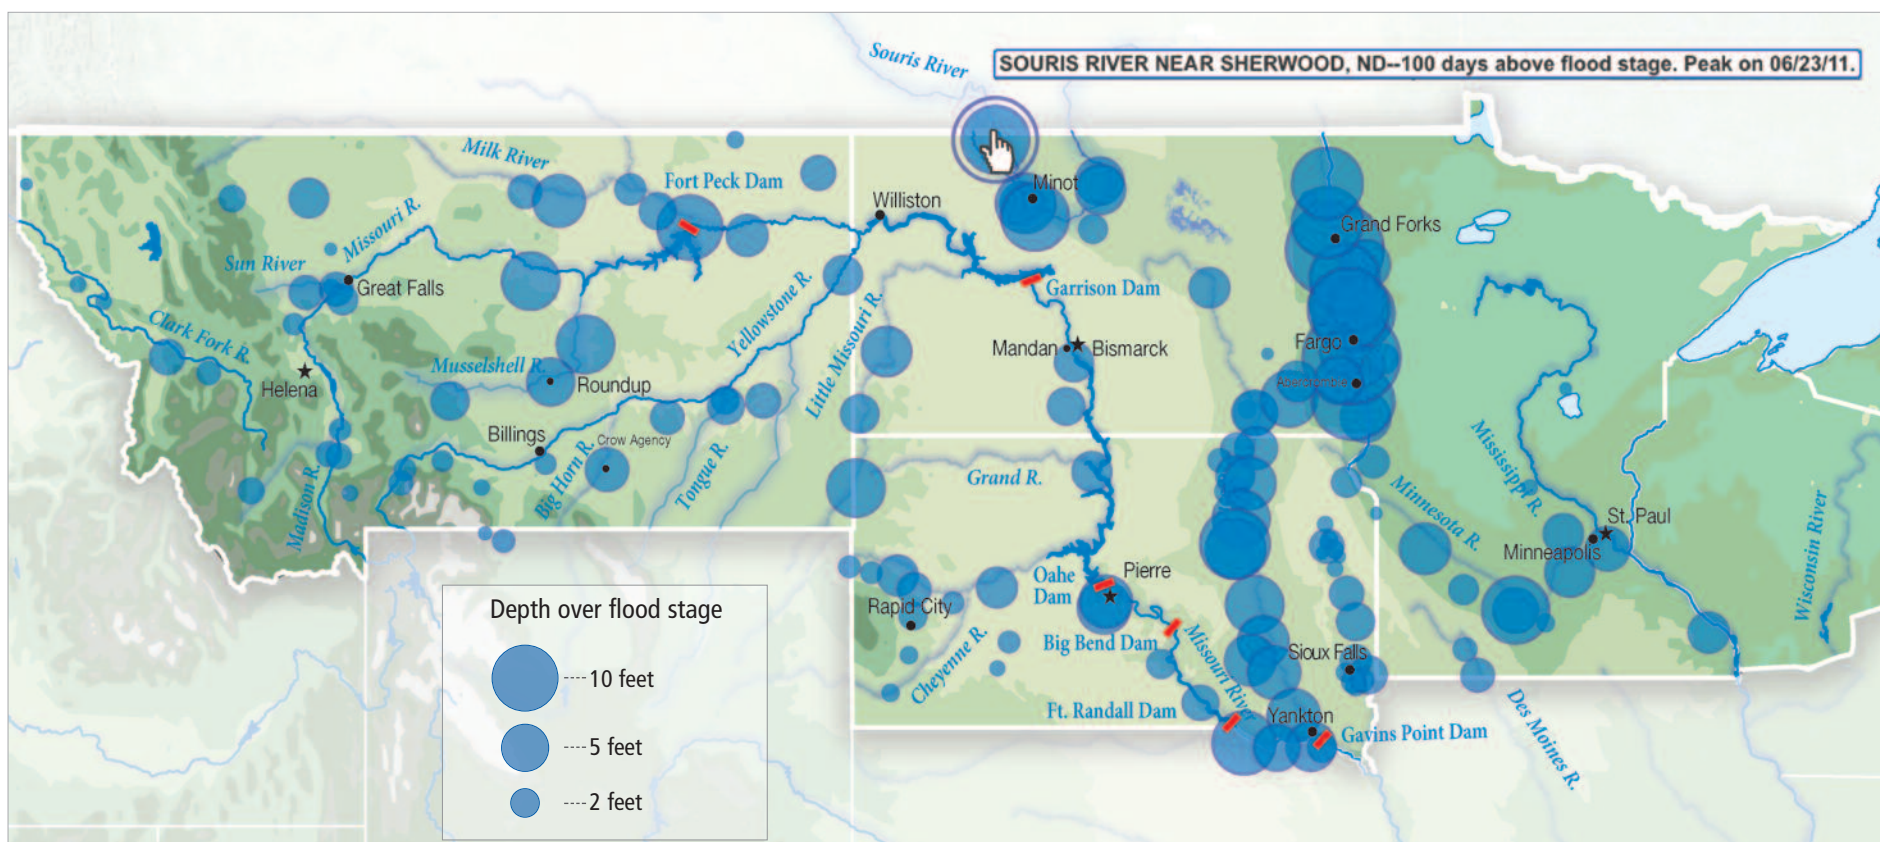 Souris River
SOURIS RIVER NEAR SHERWOOD, ND--100 days above flood stage. Peak on 06/23/11.
Milk River
Fort Peck Dam
Williston
Minot
Grand Forks
Missouri R.
Sun River
Great Falls
Yellowstone R.
Little Missouri R.
Garrison Dam
Clark Fork R.
Helena
Musselshell R.
Roundup
Mandan
Bismarck
Fargo
Abercrombie
Billings
Crow Agency
Madison R.
Big Horn R.
Tongue R.
Grand R.
Minnesota R.
Mississippi R.
St. Paul
Minneapolis
Wisconsin River
Oahe
Dam
Pierre
Rapid City
Cheyenne R.
Big Bend Dam
Missouri River
Sioux Falls
Ft. Randall Dam
Yankton
Gavins Point Dam
Des Moines R.
Depth over flood stage
10 feet
5 feet
2 feet